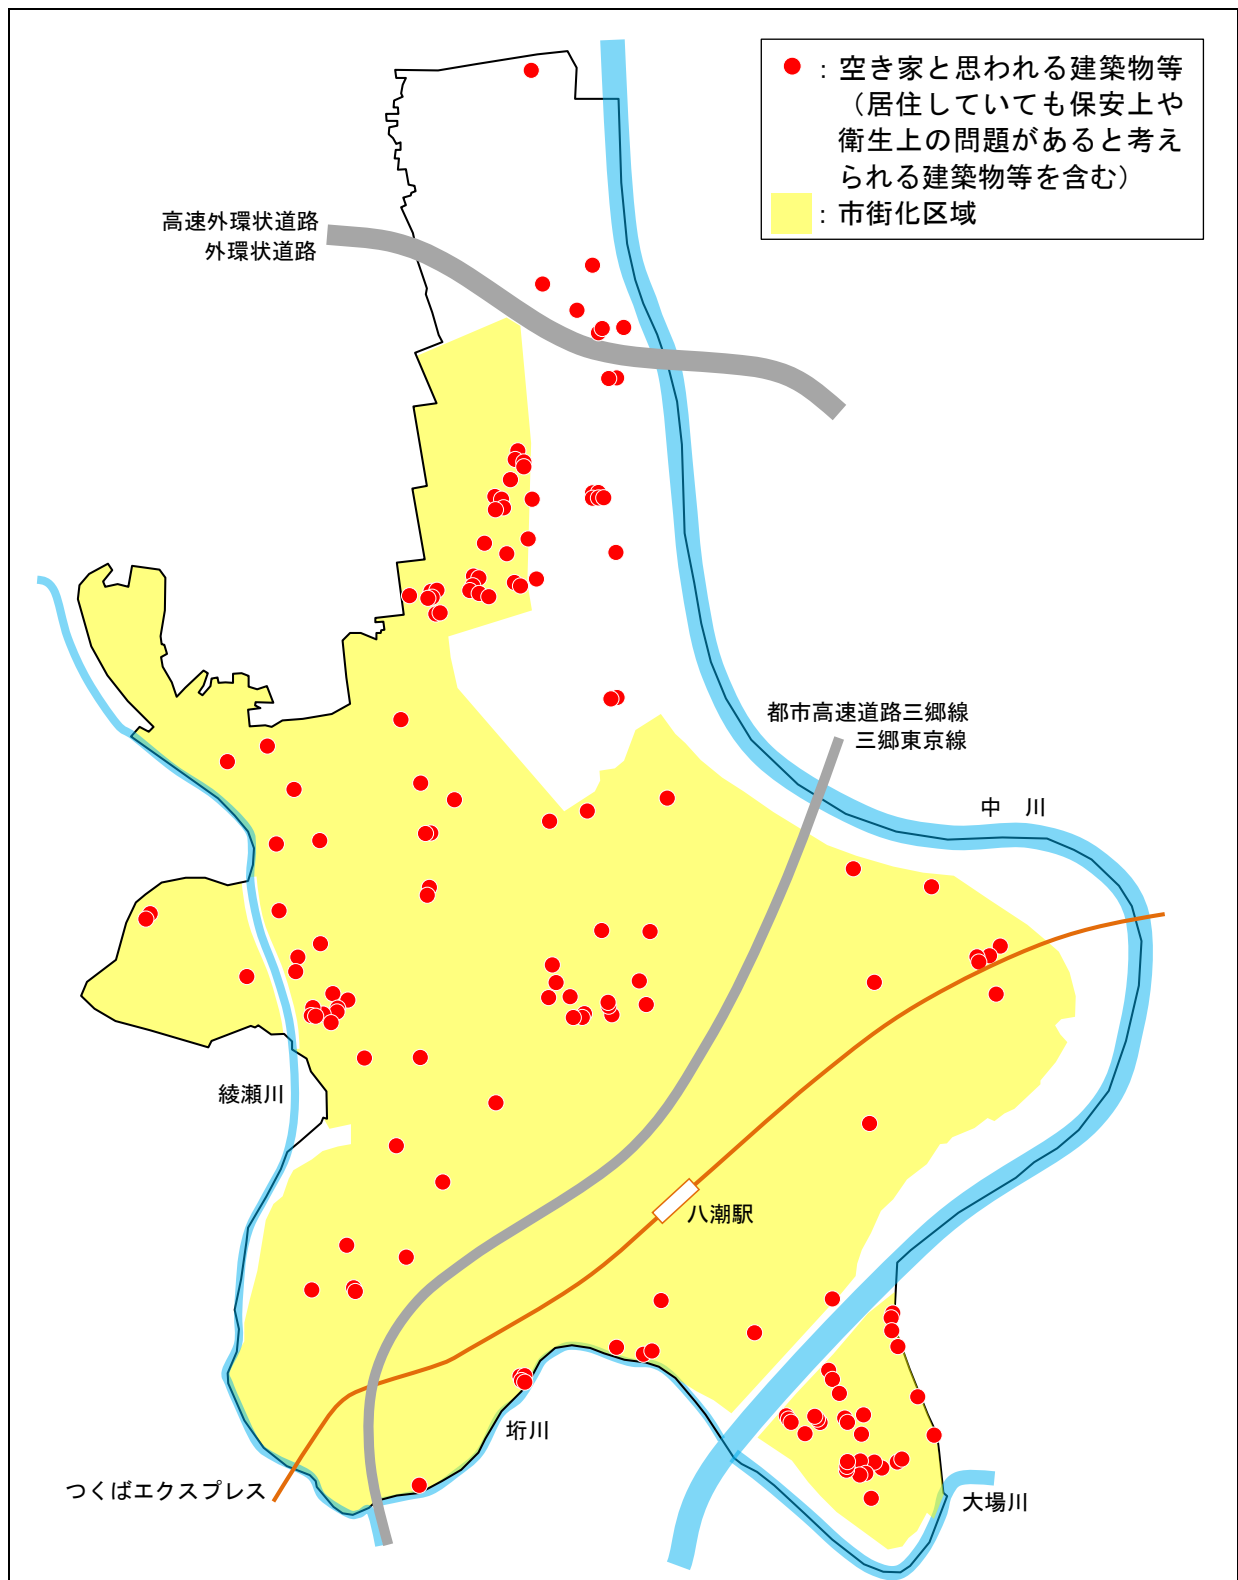 ：空き家と思われる建築物等
（居住していても保安上や
衛生上の問題があると考え
られる建築物等を含む）
：市街化区域
高速外環状道路
外環状道路
都市高速道路三郷線
三郷東京線
中　川
綾瀬川
八潮駅
垳川
つくばエクスプレス
大場川